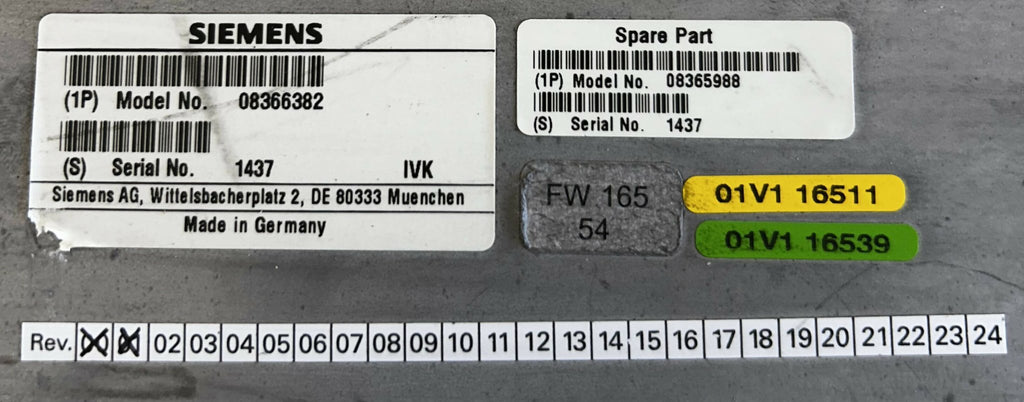 SIEMENS
(1P) Model No. 08366382
(S) Serial No. 1437 IVK
Siemens AG, Wittelsbacherplatz 2, DE 80333 Muenchen
Made in Germany
Spare Part
(1P) Model No. 08365988
(S) Serial No. 1437
FW 165
54
01V1 16511
01V1 16539
Rev. 02 03 04 05 06 07 08 09 10 11 12 13 14 15 16 17 18 19 20 21 22 23 24